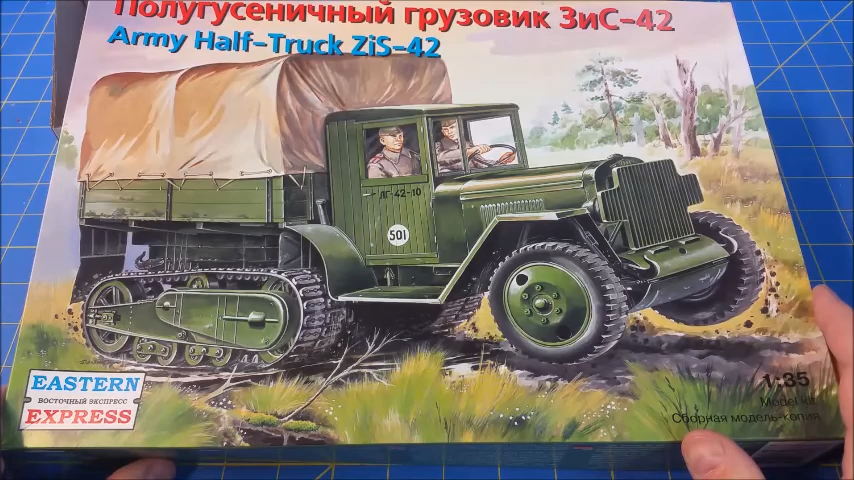 Полугусеничный грузовик ЗиС-42
Army Half-Truck ZiS-42
ЛГ-42-10
501
EASTERN
ВОСТОЧНЫЙ ЭКСПРЕСС
EXPRESS
1:35
Model kit
Сборная модель-копия